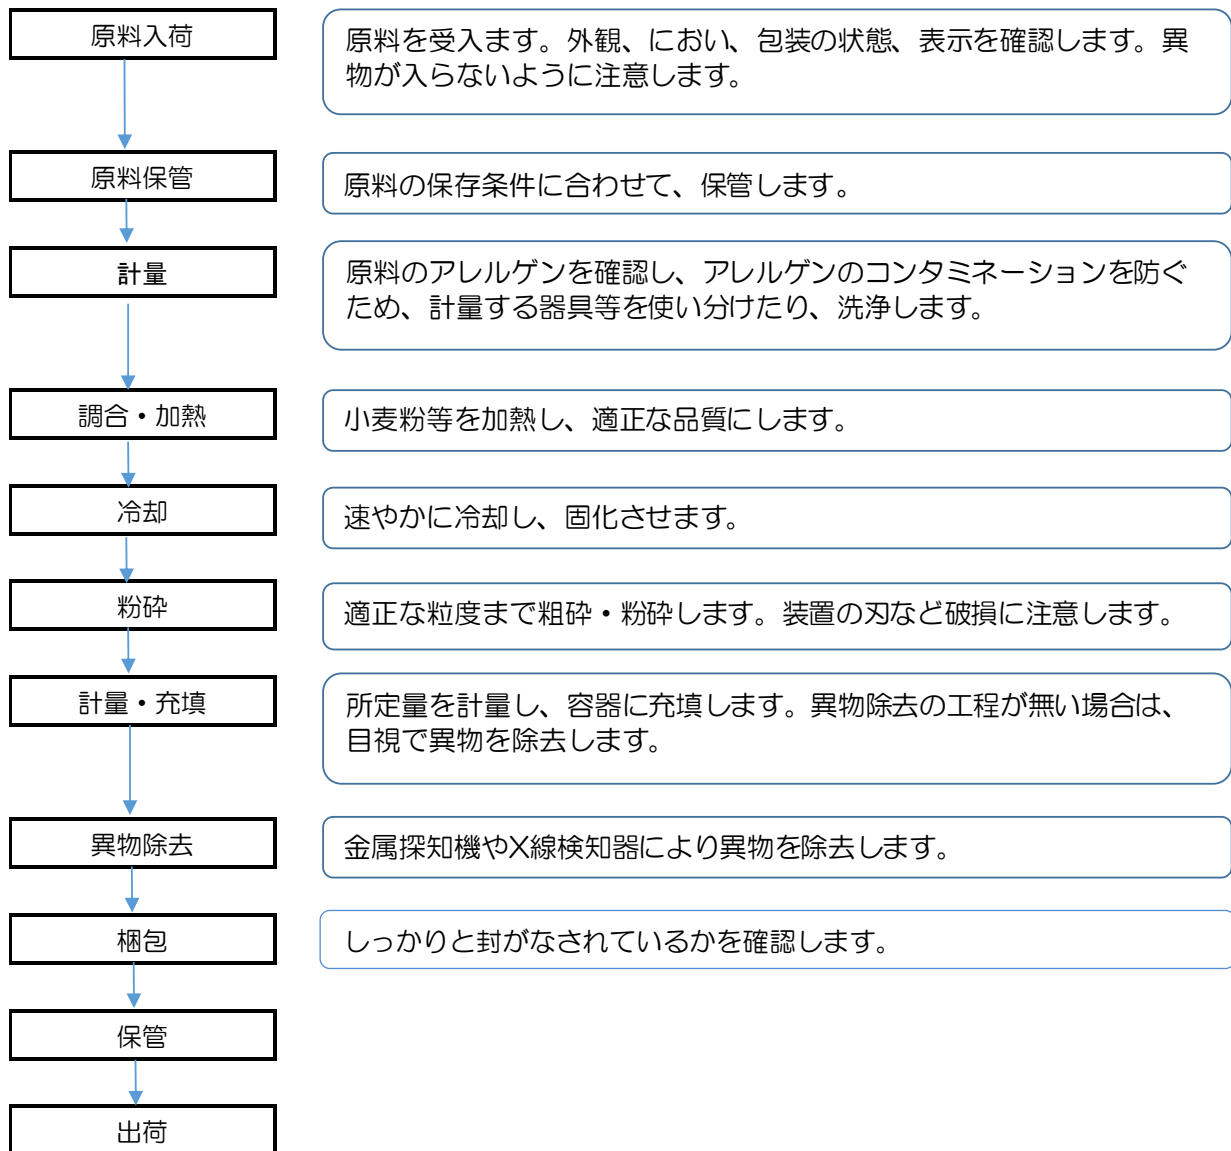 原料入荷
原料を受入ます。外観、におい、包装の状態、表示を確認します。異
物が入らないように注意します。
原料保管
原料の保存条件に合わせて、保管します。
計量
原料のアレルゲンを確認し、アレルゲンのコンタミネーションを防ぐ
ため、計量する器具等を使い分けたり、洗浄します。
調合・加熱
小麦粉等を加熱し、適正な品質にします。
冷却
速やかに冷却し、固化させます。
粉砕
適正な粒度まで粗砕・粉砕します。装置の刃など破損に注意します。
計量・充填
所定量を計量し、容器に充填します。異物除去の工程が無い場合は、
目視で異物を除去します。
異物除去
金属探知機やX線検知器により異物を除去します。
梱包
しっかりと封がなされているかを確認します。
保管
出荷